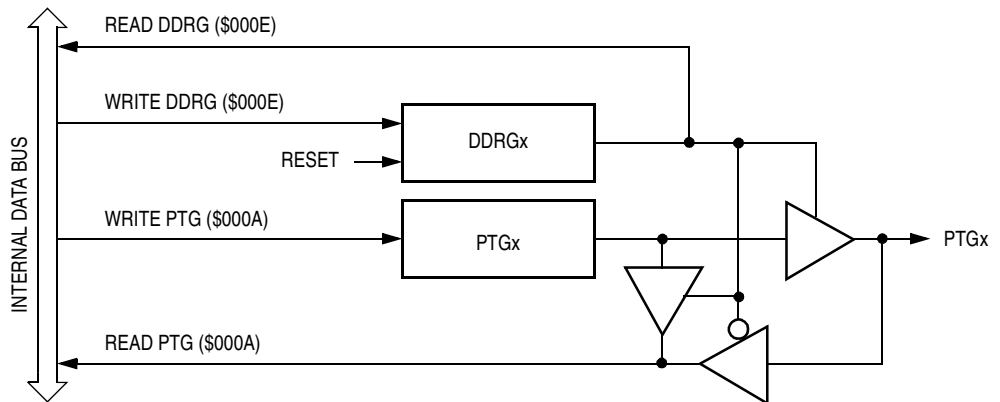 READ DDRG ($000E)
WRITE DDRG ($000E)
DDRGx
RESET
INTERNAL DATA BUS
WRITE PTG ($000A)
PTGx
PTGx
READ PTG ($000A)